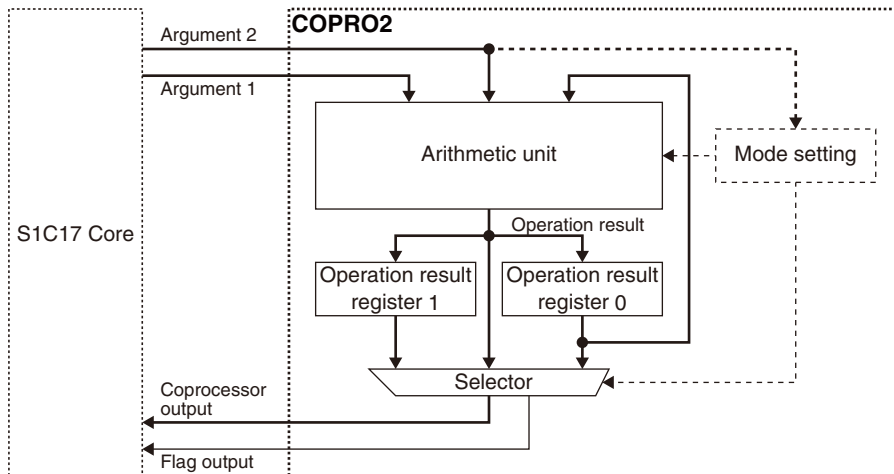 COPRO2
Argument 2
Argument 1
Arithmetic unit
Mode setting
S1C17 Core
Operation result
Operation result
register 1
Operation result
register 0
Selector
Coprocessor
output
Flag output